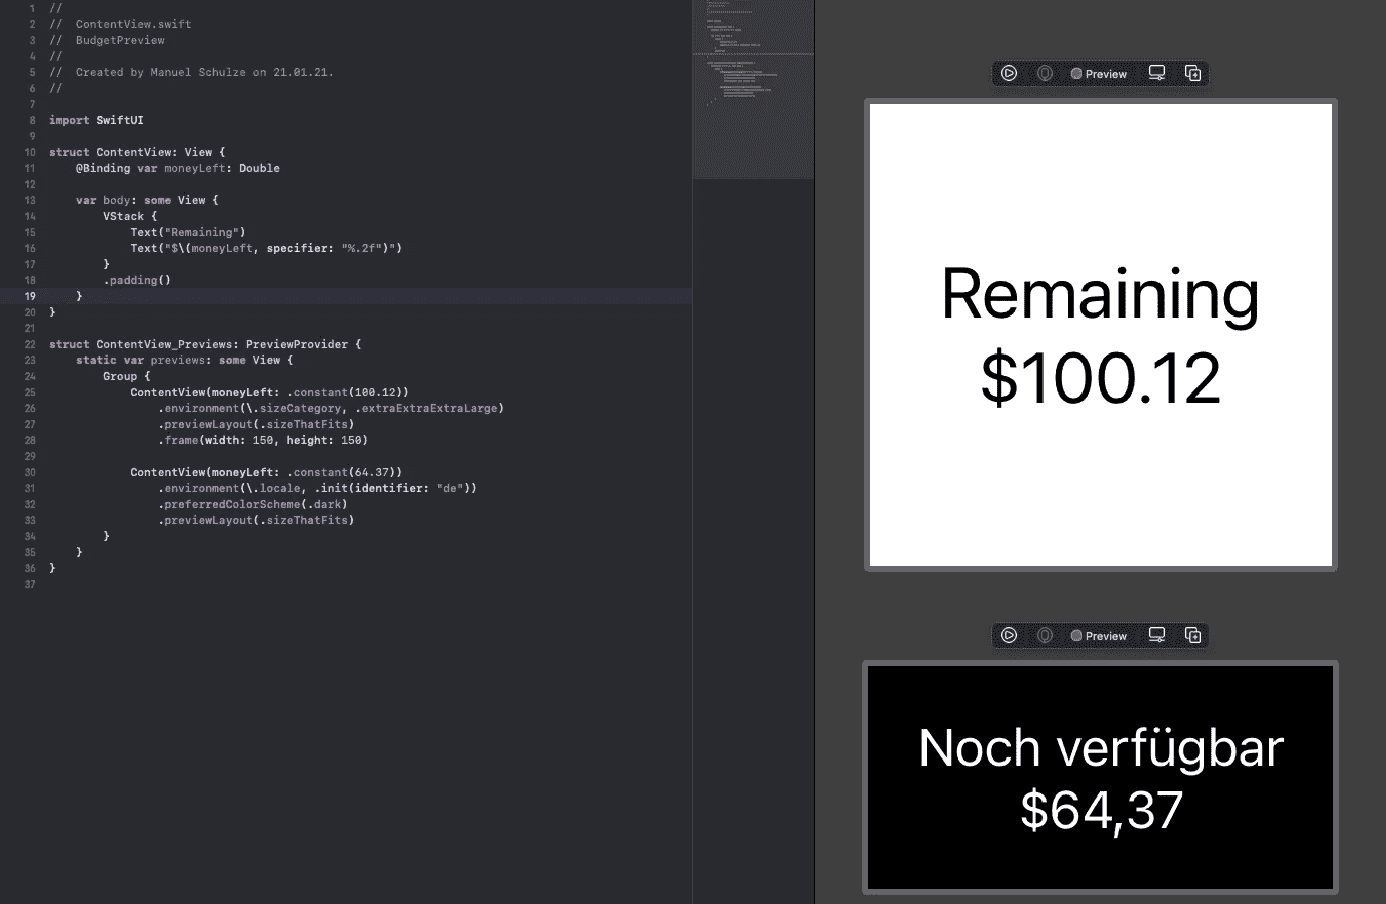 1 //
2 //  ContentView.swift
3 //  BudgetPreview
4 //
5 //  Created by Manuel Schulze on 21.01.21.
6 //
7
8 import SwiftUI
9
10 struct ContentView: View {
11     @Binding var moneyLeft: Double
12
13     var body: some View {
14         VStack {
15             Text("Remaining")
16             Text("$\(moneyLeft, specifier: "%.2f")")
17         }
18         .padding()
19     }
20 }
21
22 struct ContentView_Previews: PreviewProvider {
23     static var previews: some View {
24         Group {
25             ContentView(moneyLeft: .constant(100.12))
26                 .environment(\.sizeCategory, .extraExtraExtraLarge)
27                 .previewLayout(.sizeThatFits)
28                 .frame(width: 150, height: 150)
29
30             ContentView(moneyLeft: .constant(64.37))
31                 .environment(\.locale, .init(identifier: "de"))
32                 .preferredColorScheme(.dark)
33                 .previewLayout(.sizeThatFits)
34         }
35     }
36 }
37
Preview
Remaining
$100.12
Preview
Noch verfügbar
$64,37